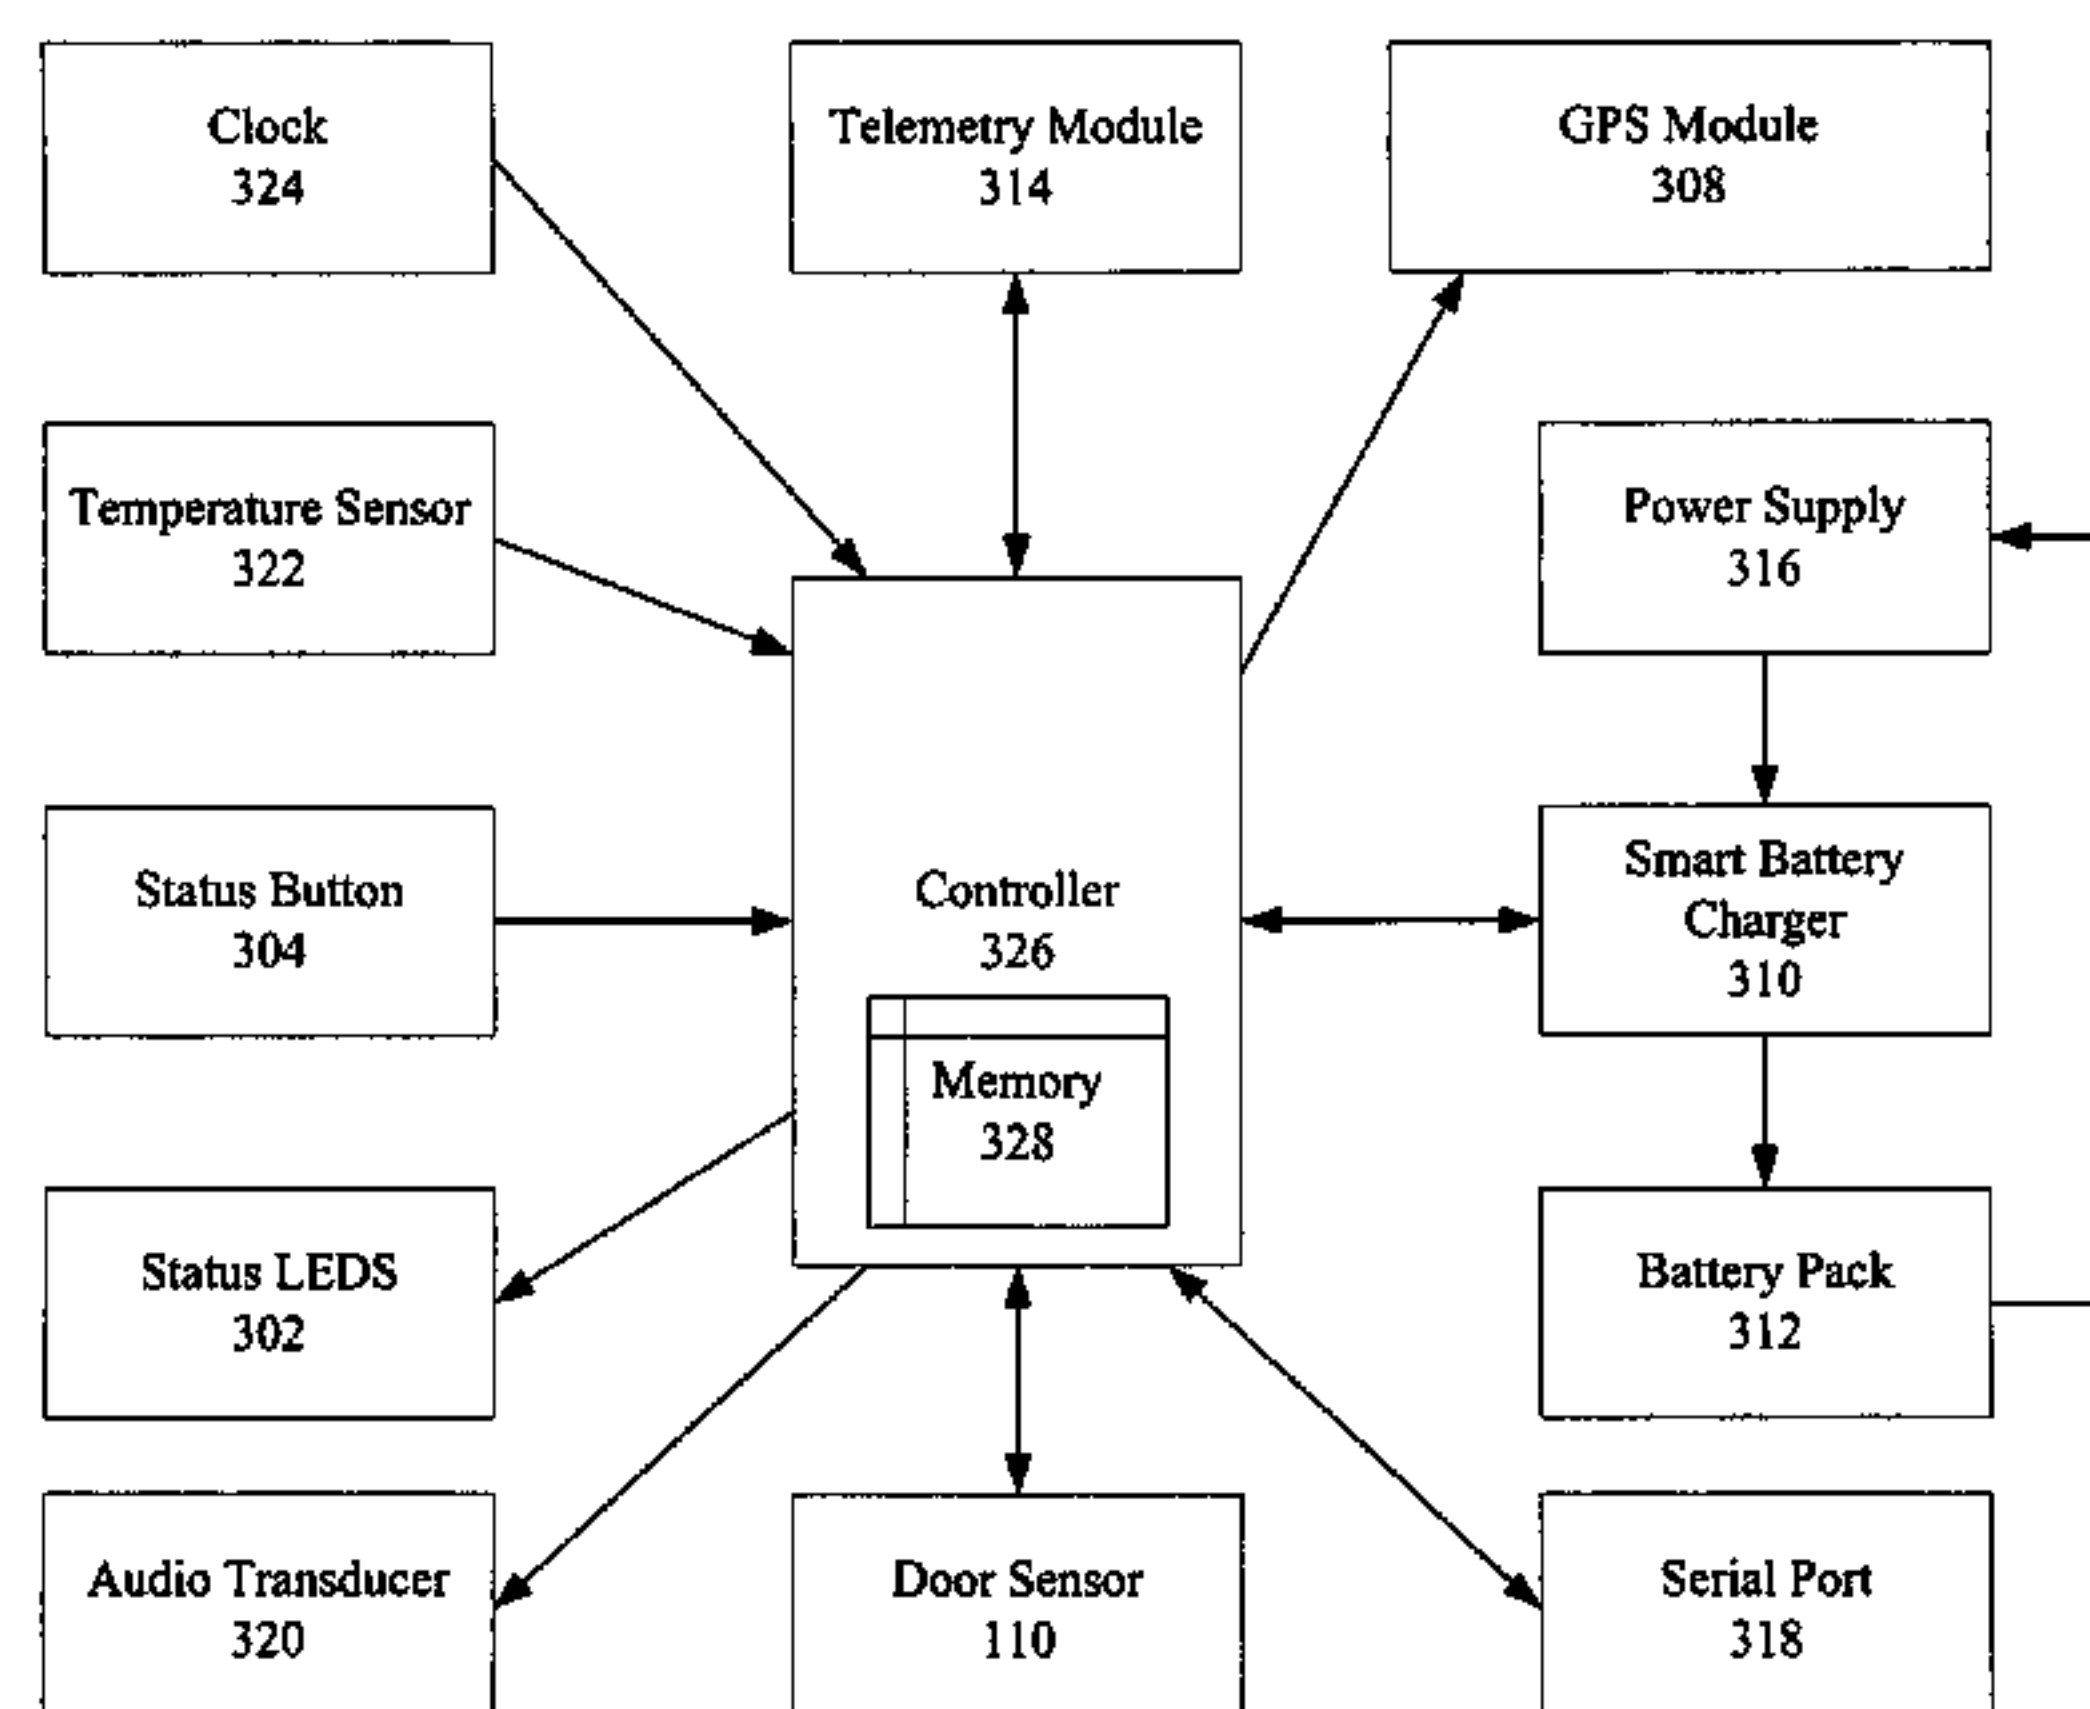 Clock
324
Telemetry Module
314
GPS Module
308
Temperature Sensor
322
Power Supply
316
Status Button
304
Controller
326
Smart Battery
Charger
310
Memory
328
Status LEDS
302
Battery Pack
312
Audio Transducer
320
Door Sensor
110
Serial Port
318